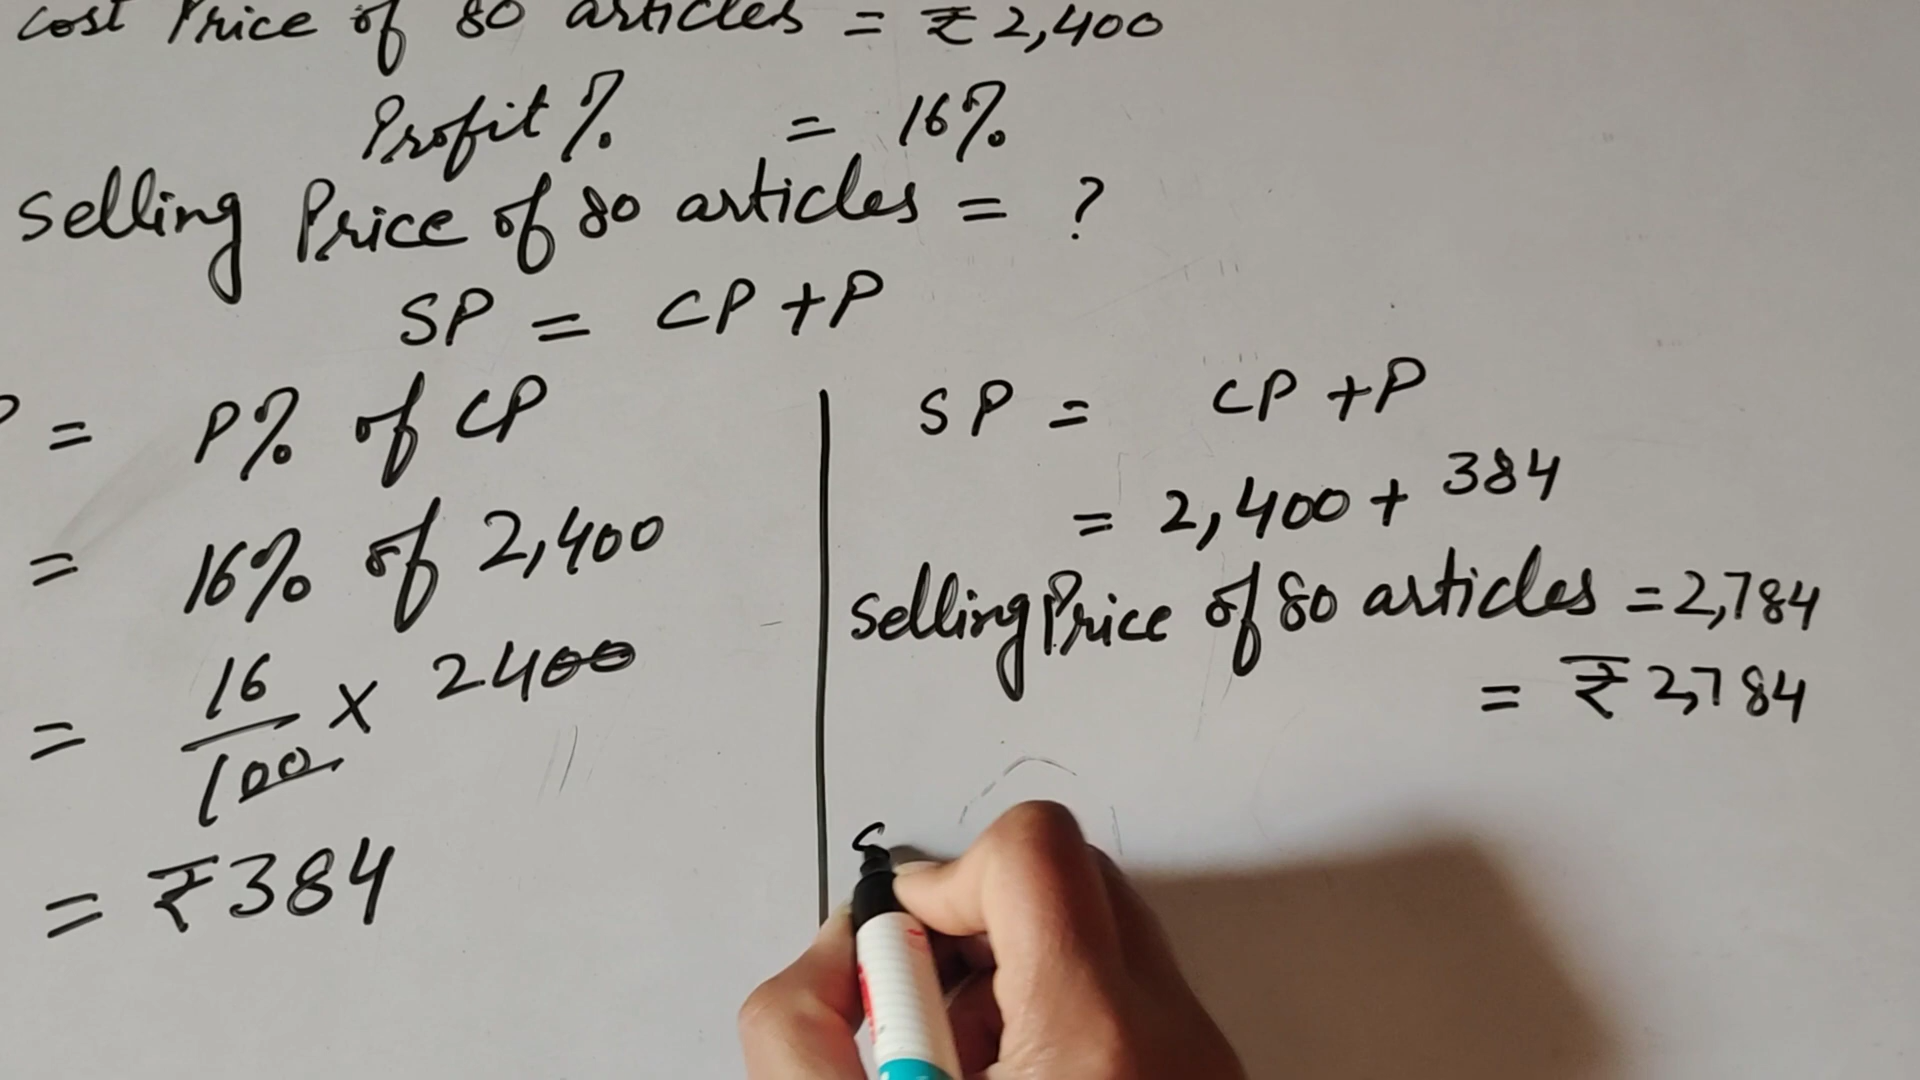 Cost Price of 80 articles = ₹ 2,400
Profit % = 16%
Selling Price of 80 articles = ?
SP = CP + P
P = P% of CP
= 16% of 2,400
= 16/100 × 2400
= ₹384
SP = CP + P
= 2,400 + 384
Selling Price of 80 articles = 2,784
= ₹ 2,784
S